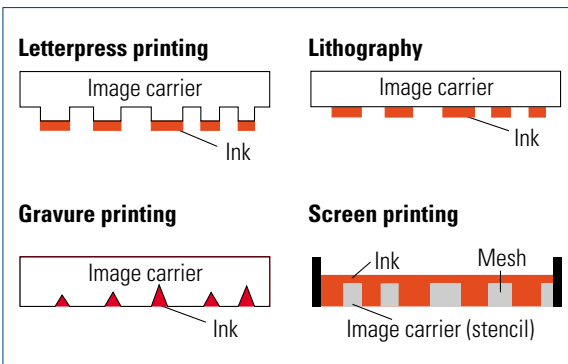 Letterpress printing
Image carrier
Ink
Lithography
Image carrier
Ink
Gravure printing
Image carrier
Ink
Screen printing
Ink
Mesh
Image carrier (stencil)